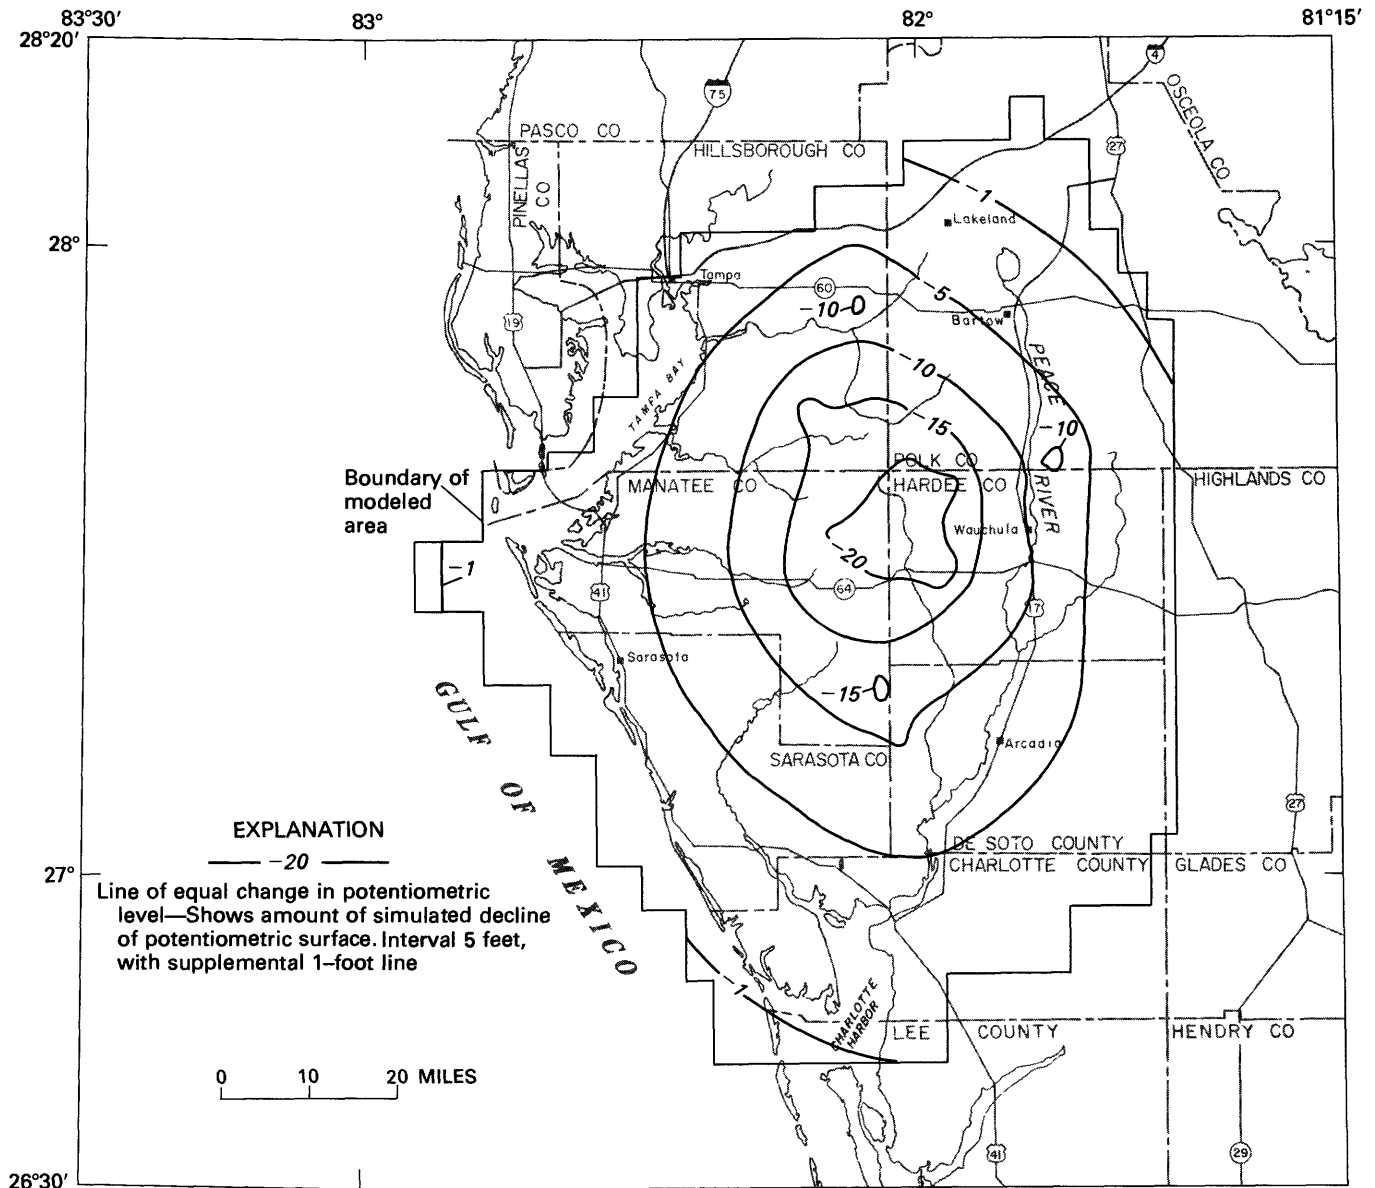 83°30′
83°
82°
81°15′
28°20′
4
75
OSCEOLA CO
PASCO CO
27
HILLSBOROUGH CO
PINELLAS
CO
-1
Lakeland
28°
Tampa
60
-5
-10
Bartow
19
PEACE
RIVER
TAMPA BAY
-10
-15
-10
POLK CO
Boundary of
modeled
area
MANATEE CO
HARDEE CO
HIGHLANDS CO
Wauchula
-20
-1
64
41
17
Sarasota
-15
GULF OF MEXICO
Arcadia
SARASOTA CO
27
EXPLANATION
-20
Line of equal change in potentiometric
level—Shows amount of simulated decline
of potentiometric surface. Interval 5 feet,
with supplemental 1-foot line
DE SOTO COUNTY
CHARLOTTE COUNTY
GLADES CO
27°
-1
CHARLOTTE
HARBOR
LEE COUNTY
HENDRY CO
0 10 20 MILES
41
29
26°30′